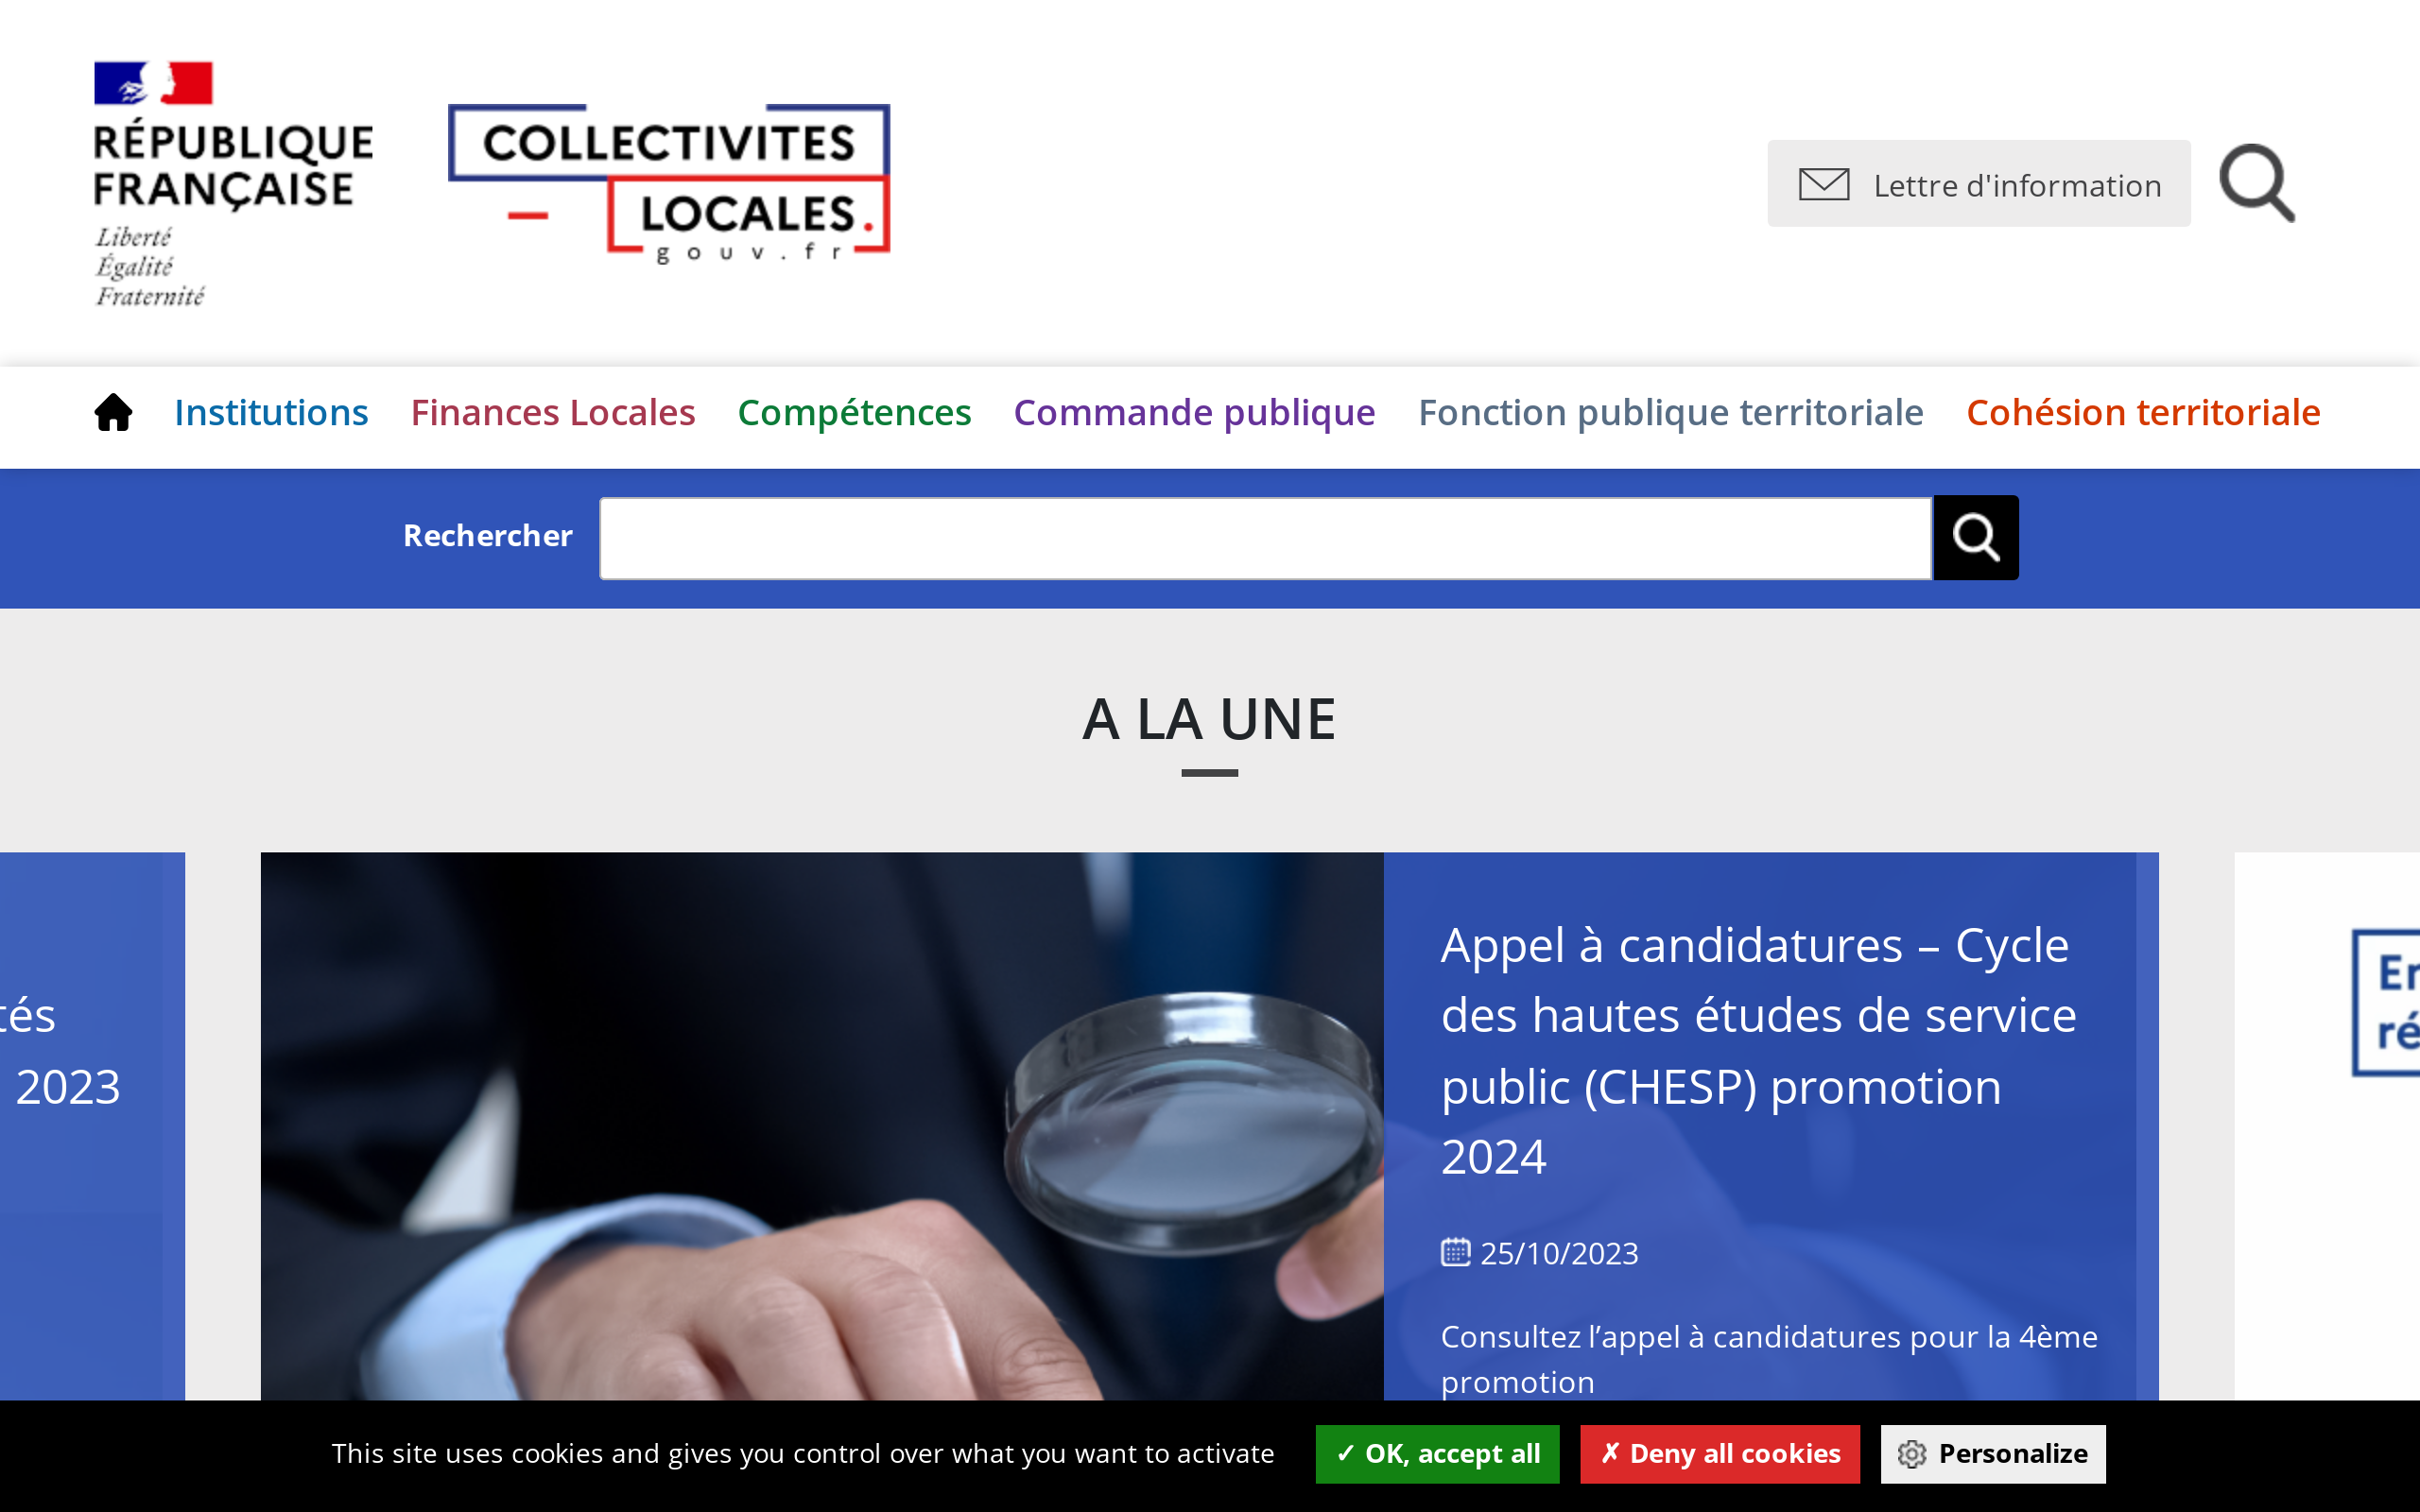 RÉPUBLIQUE
FRANÇAISE
Liberté
Égalité
Fraternité
COLLECTIVITES
LOCALES.
gouv.fr
Lettre d'information
Institutions Finances Locales Compétences Commande publique Fonction publique territoriale Cohésion territoriale
Rechercher
A LA UNE
2023
Appel à candidatures – Cycle
des hautes études de service
public (CHESP) promotion
2024
25/10/2023
Consultez l’appel à candidatures pour la 4ème
promotion
This site uses cookies and gives you control over what you want to activate
✓ OK, accept all
✗ Deny all cookies
Personalize